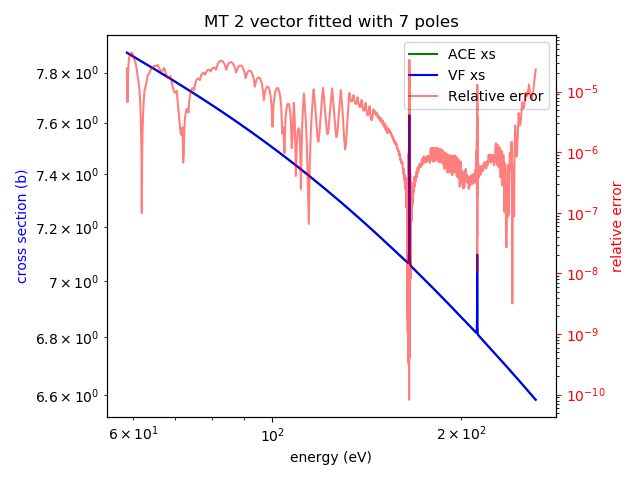 MT 2 vector fitted with 7 poles
ACE xs
VF xs
Relative error
7.8 × 10⁰
7.6 × 10⁰
7.4 × 10⁰
7.2 × 10⁰
7 × 10⁰
6.8 × 10⁰
6.6 × 10⁰
cross section (b)
10⁻⁵
10⁻⁶
10⁻⁷
10⁻⁸
10⁻⁹
10⁻¹⁰
relative error
6 × 10¹ 10² 2 × 10²
energy (eV)